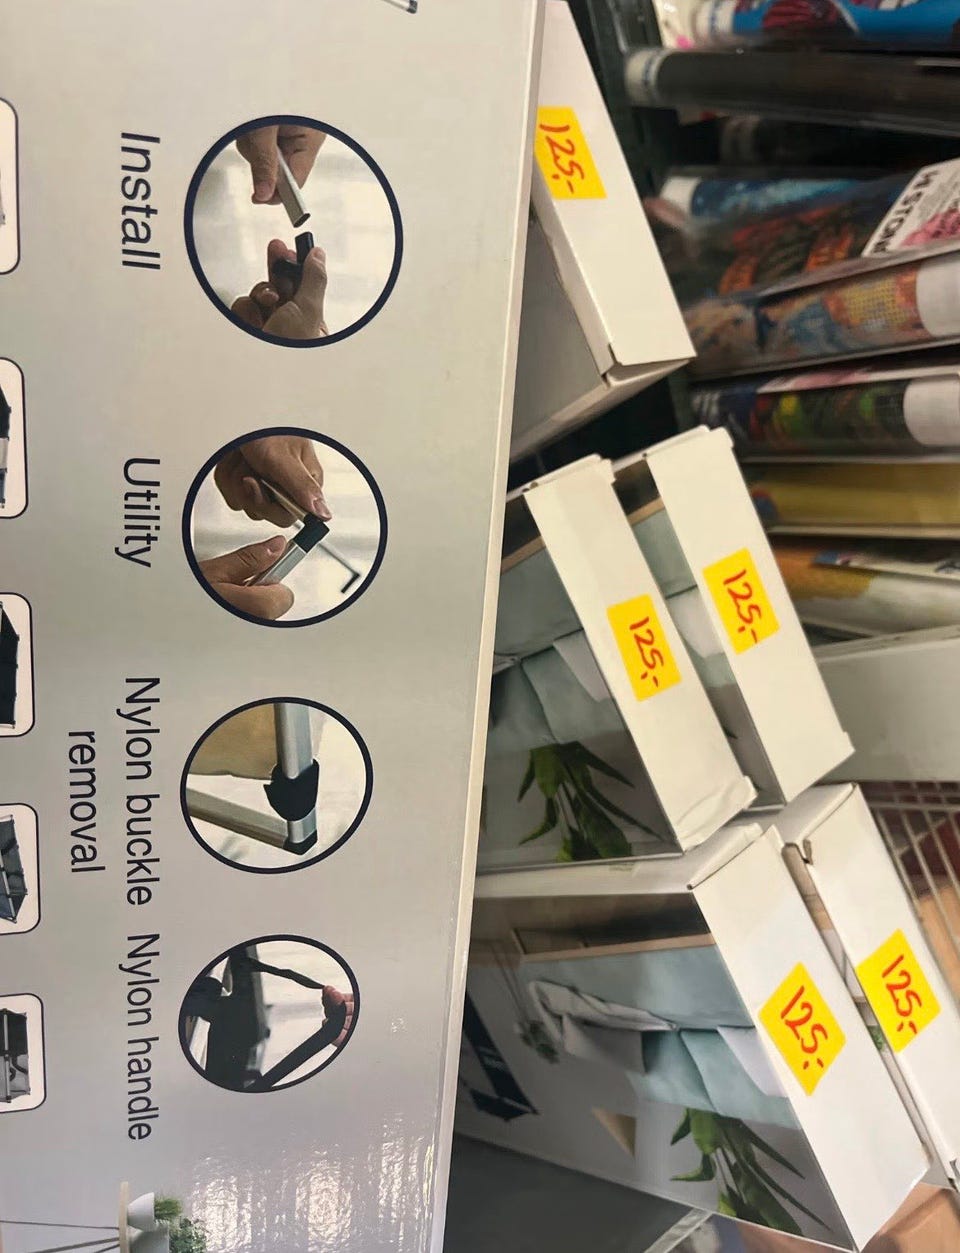 Install
Utility
Nylon buckle
removal
Nylon handle
125.-
125.-
125.-
125.-
125.-